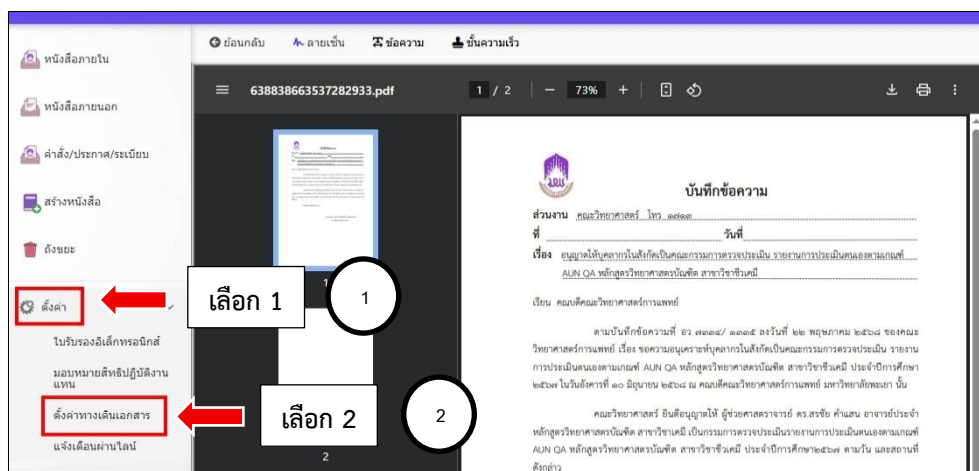 ย้อนกลับ ลายเซ็น ข้อความ ชั้นความเร็ว
หนังสือภายใน
หนังสือภายนอก
คำสั่ง/ประกาศ/ระเบียบ
สร้างหนังสือ
ถังขยะ
ตั้งค่า
ใบรับรองอิเล็กทรอนิกส์
มอบหมายสิทธิปฏิบัติงาน
แทน
ตั้งค่าทางเดินเอกสาร
แจ้งเตือนผ่านไลน์
เลือก 1
1
เลือก 2
2
638838663537282933.pdf 1 / 2 73%
1
2
บันทึกข้อความ
ส่วนงาน คณะวิทยาศาสตร์ โทร ๑๗๑๓
ที่ วันที่
เรื่อง อนุญาตให้บุคลากรในสังกัดเป็นคณะกรรมการตรวจประเมิน รายงานการประเมินตนเองตามเกณฑ์
AUN QA หลักสูตรวิทยาศาสตรบัณฑิต สาขาวิชาชีวเคมี
เรียน คณบดีคณะวิทยาศาสตร์การแพทย์
ตามบันทึกข้อความที่ อว ๗๓๓๔/ ๑๓๓๕ ลงวันที่ ๒๒ พฤษภาคม ๒๕๖๘ ของคณะ
วิทยาศาสตร์การแพทย์ เรื่อง ขอความอนุเคราะห์บุคลากรในสังกัดเป็นคณะกรรมการตรวจประเมิน รายงาน
การประเมินตนเองตามเกณฑ์ AUN QA หลักสูตรวิทยาศาสตรบัณฑิต สาขาวิชาชีวเคมี ประจำปีการศึกษา
๒๕๖๗ ในวันอังคารที่ ๑๐ มิถุนายน ๒๕๖๘ ณ คณบดีคณะวิทยาศาสตร์การแพทย์ มหาวิทยาลัยพะเยา นั้น
คณะวิทยาศาสตร์ ยินดีอนุญาตให้ ผู้ช่วยศาสตราจารย์ ดร.สรชัย คำแสน อาจารย์ประจำ
หลักสูตรวิทยาศาสตรบัณฑิต สาขาวิชาเคมี เป็นกรรมการตรวจประเมินรายงานการประเมินตนเองตามเกณฑ์
AUN QA หลักสูตรวิทยาศาสตรบัณฑิต สาขาวิชาชีวเคมี ประจำปีการศึกษา๒๕๖๗ ตามวัน และสถานที่
ดังกล่าว